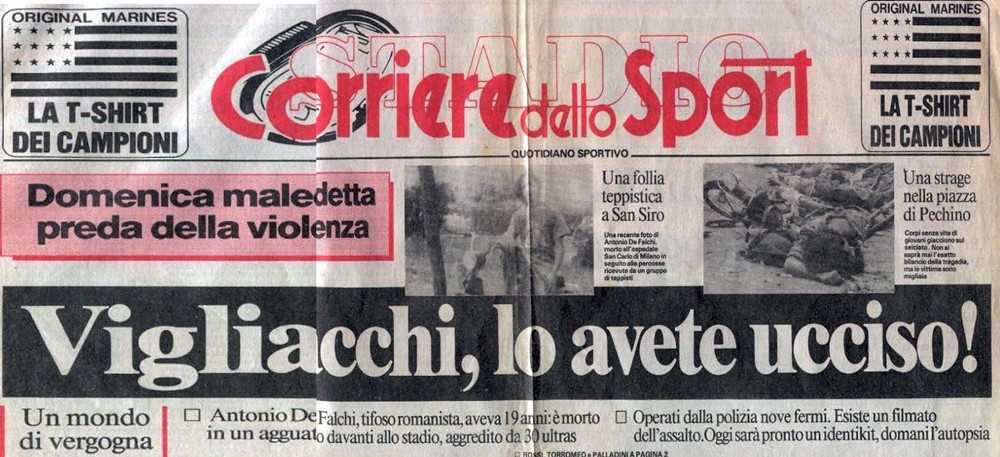 ORIGINAL MARINES
LA T-SHIRT
DEI CAMPIONI
STADIO
Corriere dello Sport
QUOTIDIANO SPORTIVO
ORIGINAL MARINES
LA T-SHIRT
DEI CAMPIONI
Domenica maledetta
preda della violenza
Una follia
teppistica
a San Siro
Una recente foto di
Antonio De Falchi,
morto all'ospedale
San Carlo di Milano in
seguito alle percosse
ricevute da un gruppo
di teppisti
Una strage
nella piazza
di Pechino
Corpi senza vita di
giovani giacciono sul
selciato. Non si
saprà mai l'esatto
bilancio della tragedia,
ma le vittime sono
migliaia
Vigliacchi, lo avete ucciso!
Un mondo
di vergogna
□ Antonio De Falchi, tifoso romanista, aveva 19 anni: è morto
in un agguato davanti allo stadio, aggredito da 30 ultras
□ ROSSI, TORROMEO e PALLADINI A PAGINA 2
□ Operati dalla polizia nove fermi. Esiste un filmato
dell'assalto. Oggi sarà pronto un identikit, domani l'autopsia